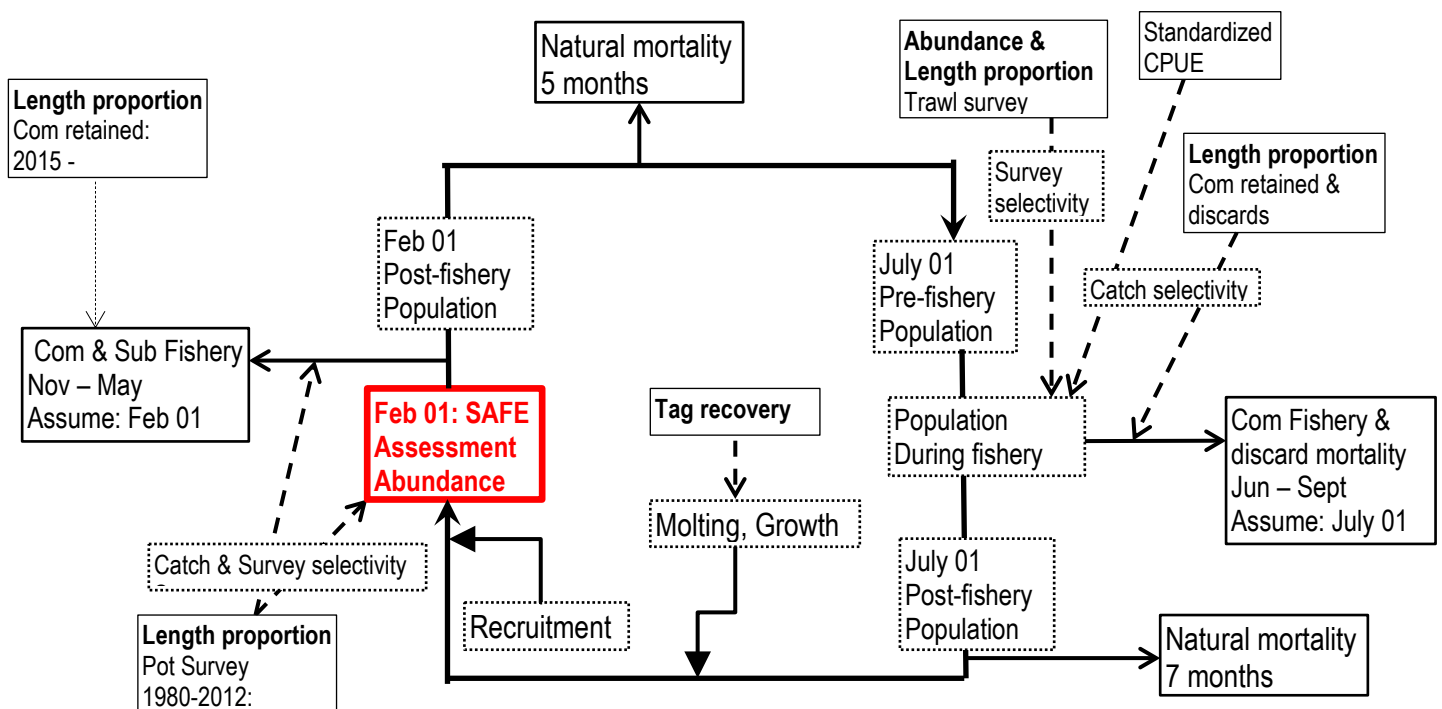 Natural mortality
5 months
Abundance &
Length proportion
Trawl survey
Standardized
CPUE
Length proportion
Com retained:
2015 -
Length proportion
Com retained &
discards
Survey
selectivity
Feb 01
Post-fishery
Population
July 01
Pre-fishery
Population
Catch selectivity
Com & Sub Fishery
Nov – May
Assume: Feb 01
Feb 01: SAFE
Assessment
Abundance
Tag recovery
Population
During fishery
Com Fishery &
discard mortality
Jun – Sept
Assume: July 01
Molting, Growth
Catch & Survey selectivity
July 01
Post-fishery
Population
Recruitment
Length proportion
Pot Survey
1980-2012:
Natural mortality
7 months